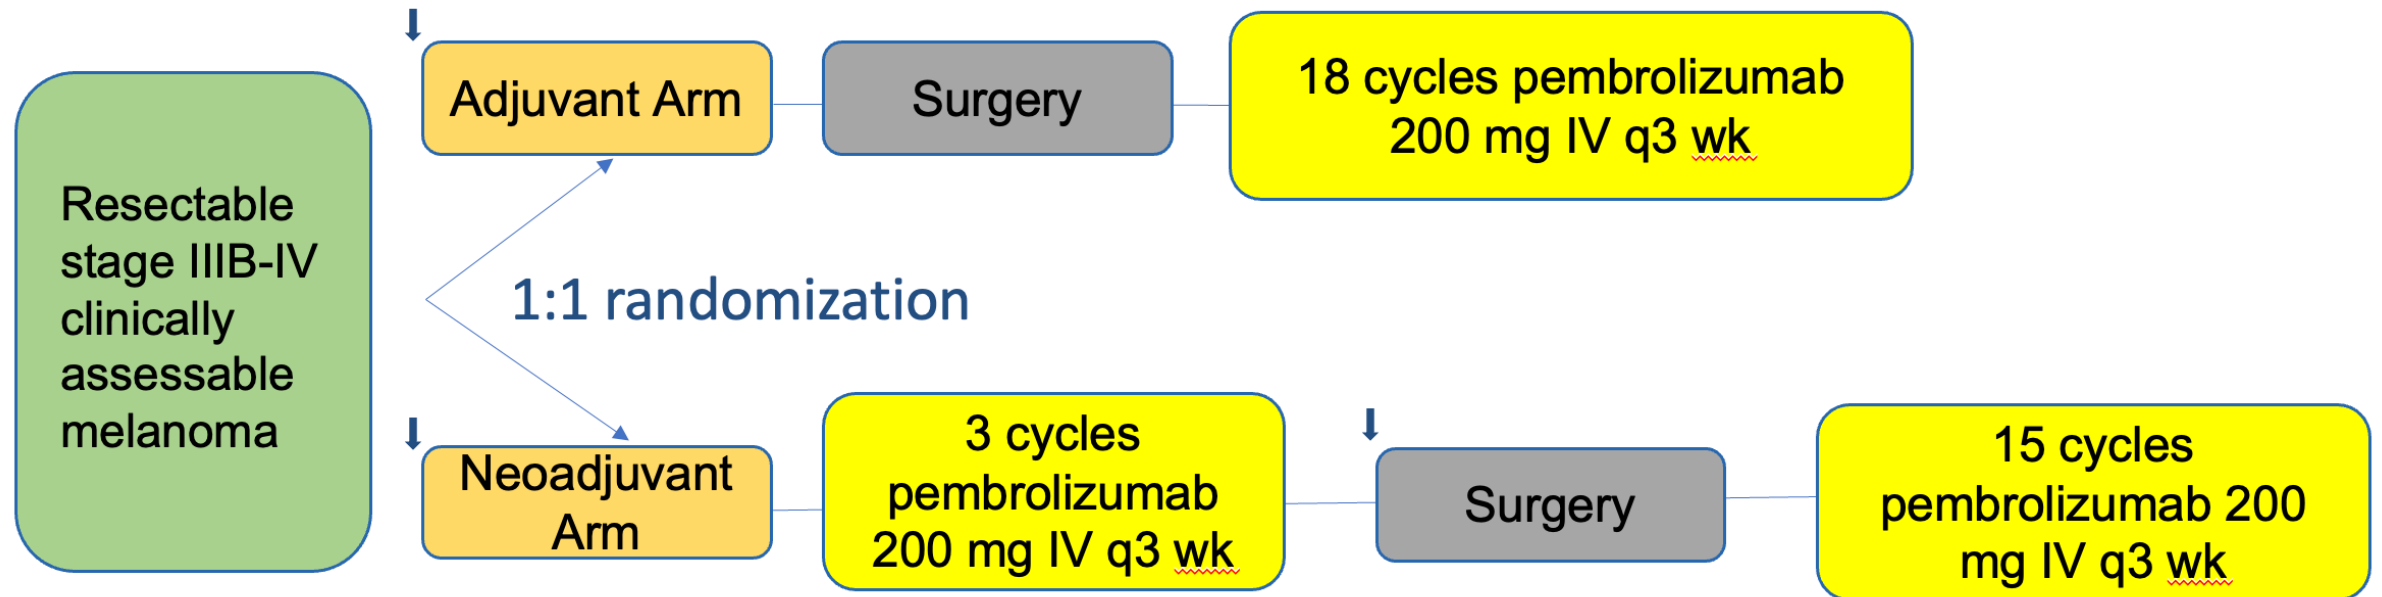 Resectable
stage IIIB-IV
clinically
assessable
melanoma
Adjuvant Arm
Surgery
18 cycles pembrolizumab
200 mg IV q3 wk
1:1 randomization
Neoadjuvant
Arm
3 cycles
pembrolizumab
200 mg IV q3 wk
Surgery
15 cycles
pembrolizumab 200
mg IV q3 wk